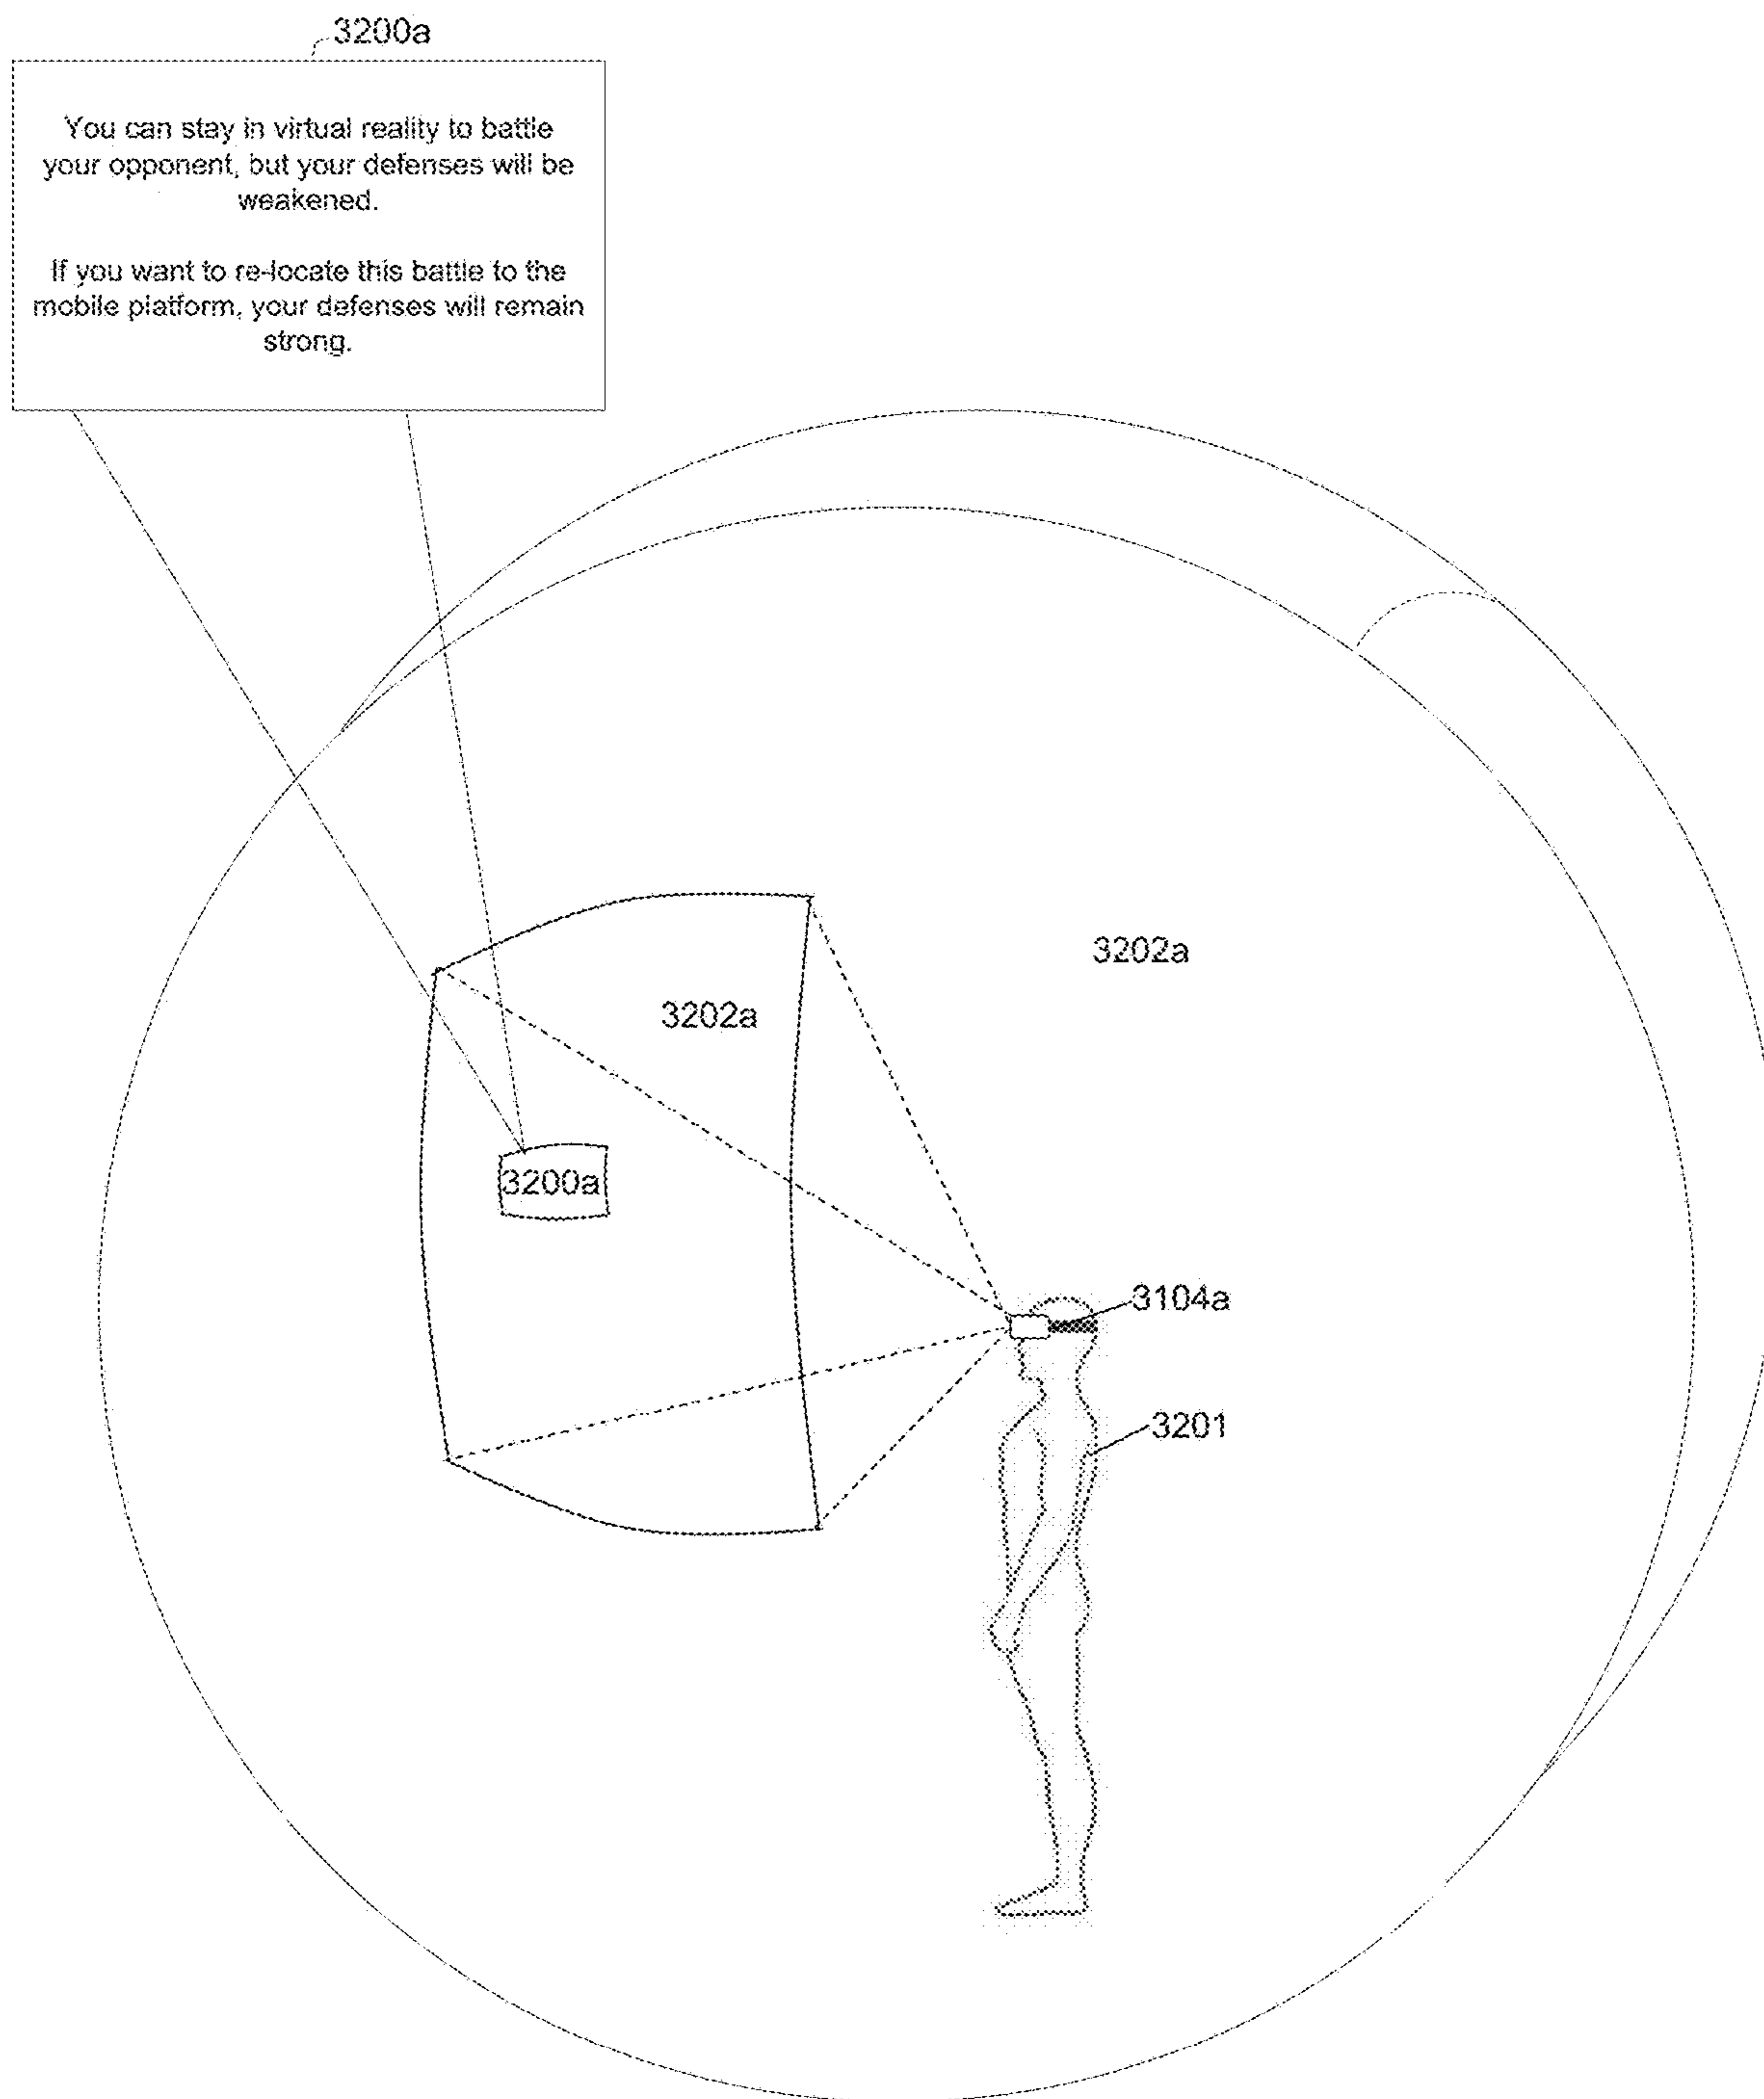 3200a
You can stay in virtual reality to battle
your opponent, but your defenses will be
weakened.
If you want to re-locate this battle to the
mobile platform, your defenses will remain
strong.
3202a
3202a
3200a
3104a
3201